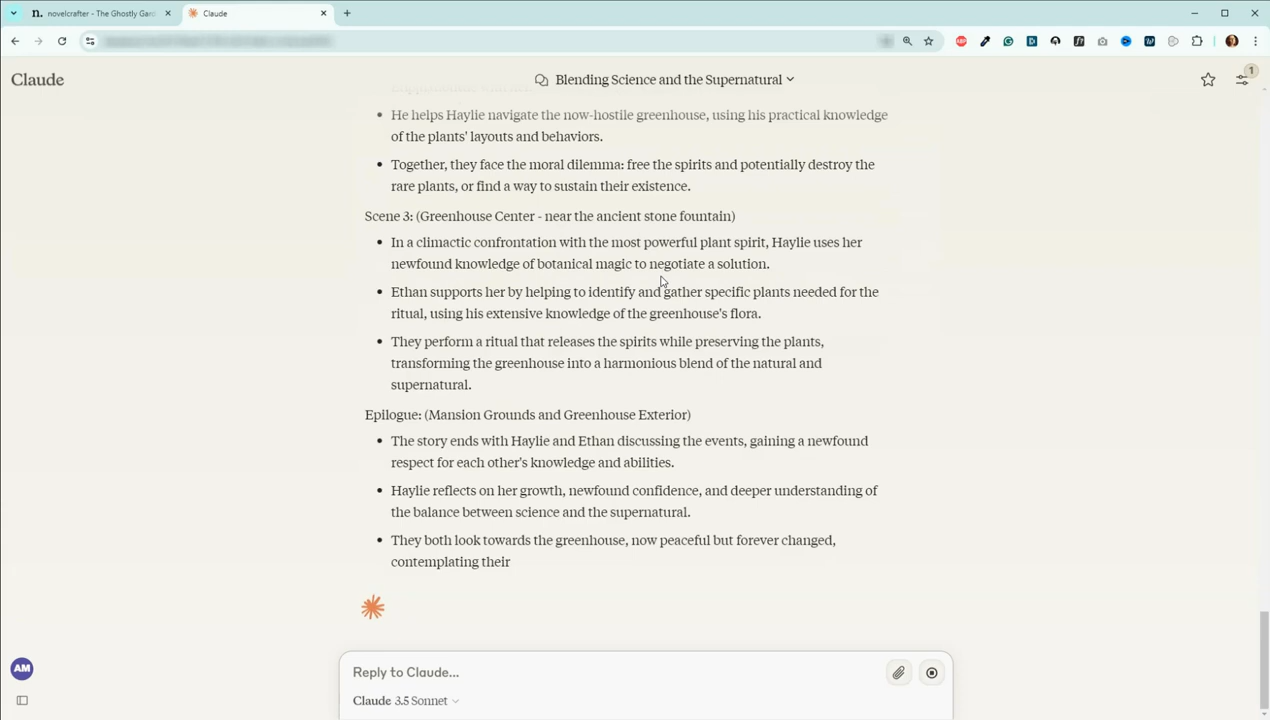 novelcrafter - The Ghostly Gard
Claude
Claude
Blending Science and the Supernatural
1
He helps Haylie navigate the now-hostile greenhouse, using his practical knowledge
of the plants' layouts and behaviors.
Together, they face the moral dilemma: free the spirits and potentially destroy the
rare plants, or find a way to sustain their existence.
Scene 3: (Greenhouse Center - near the ancient stone fountain)
In a climactic confrontation with the most powerful plant spirit, Haylie uses her
newfound knowledge of botanical magic to negotiate a solution.
Ethan supports her by helping to identify and gather specific plants needed for the
ritual, using his extensive knowledge of the greenhouse's flora.
They perform a ritual that releases the spirits while preserving the plants,
transforming the greenhouse into a harmonious blend of the natural and
supernatural.
Epilogue: (Mansion Grounds and Greenhouse Exterior)
The story ends with Haylie and Ethan discussing the events, gaining a newfound
respect for each other's knowledge and abilities.
Haylie reflects on her growth, newfound confidence, and deeper understanding of
the balance between science and the supernatural.
They both look towards the greenhouse, now peaceful but forever changed,
contemplating their
AM
Reply to Claude...
Claude 3.5 Sonnet